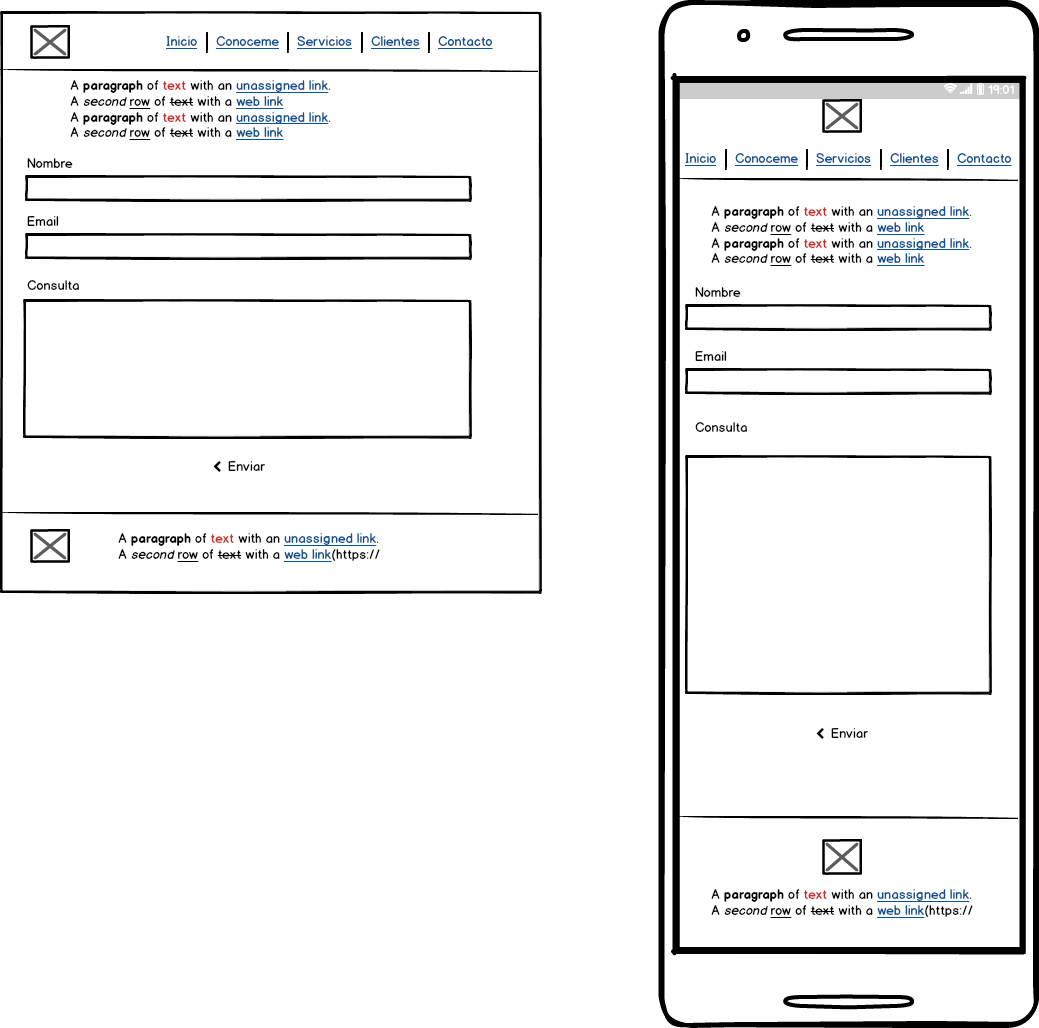 Inicio Conoceme Servicios Clientes Contacto
A paragraph of text with an unassigned link.
A second row of text with a web link
A paragraph of text with an unassigned link.
A second row of text with a web link
Nombre
Email
Consulta
Enviar
A paragraph of text with an unassigned link.
A second row of text with a web link(https://
19:01
Inicio Conoceme Servicios Clientes Contacto
A paragraph of text with an unassigned link.
A second row of text with a web link
A paragraph of text with an unassigned link.
A second row of text with a web link
Nombre
Email
Consulta
Enviar
A paragraph of text with an unassigned link.
A second row of text with a web link(https://